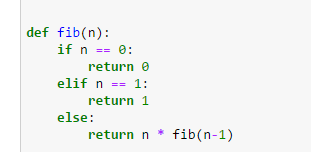 def fib(n):
    if n == 0:
        return 0
    elif n == 1:
        return 1
    else:
        return n * fib(n-1)